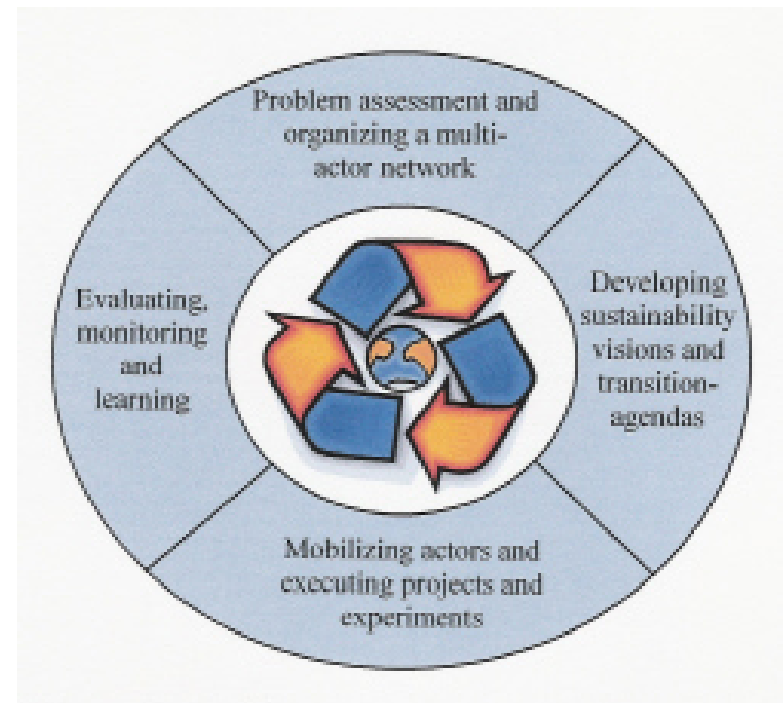 Problem assessment and
organizing a multi-
actor network
Developing
sustainability
visions and
transition-
agendas
Mobilizing actors and
executing projects and
experiments
Evaluating,
monitoring
and
learning